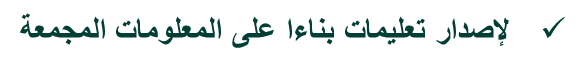 ✓ لإصدار تعليمات بناءا على المعلومات المجمعة